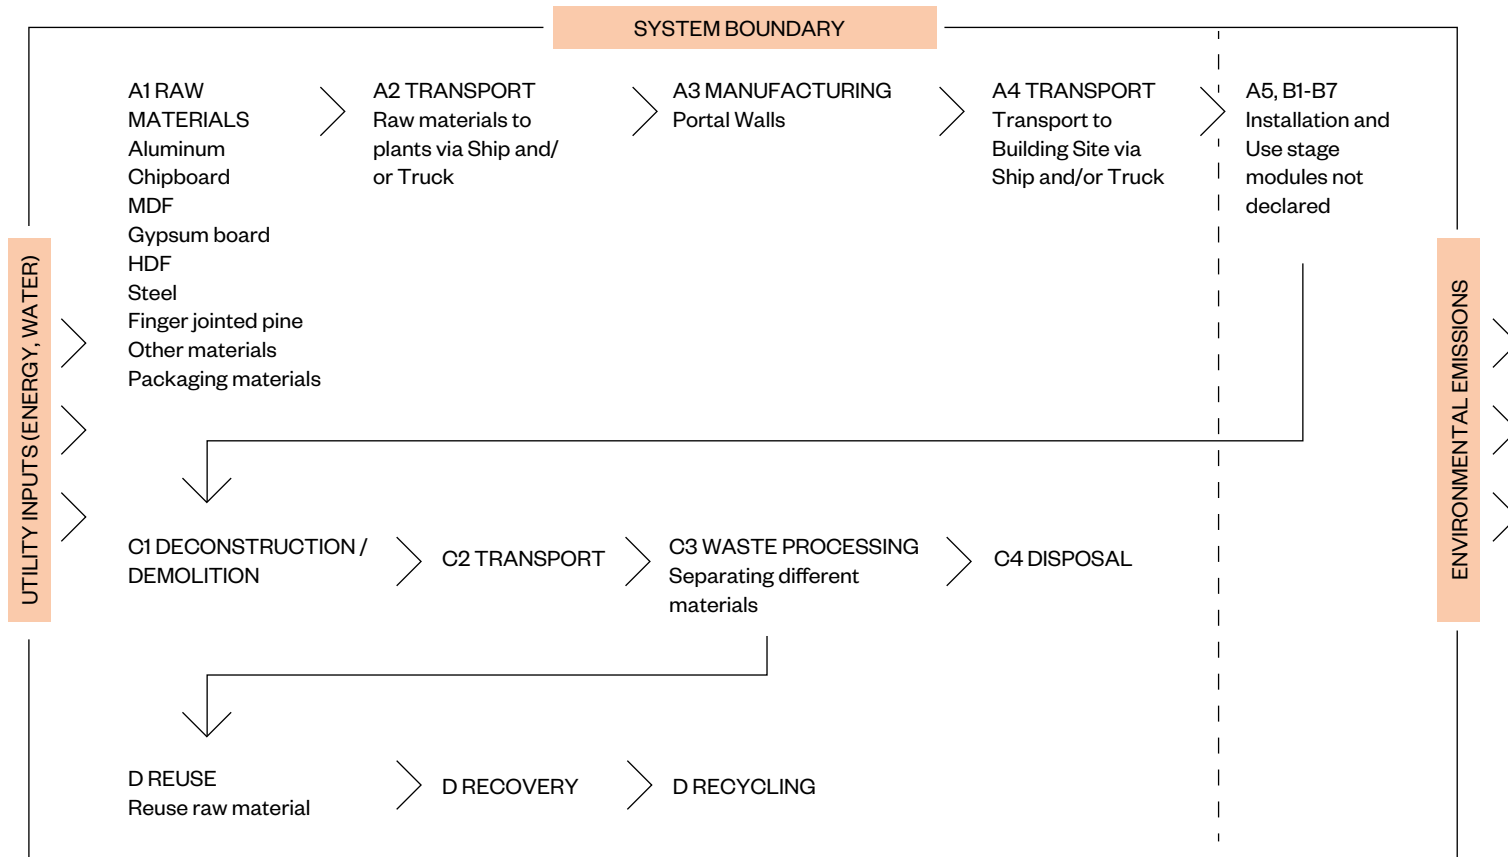 SYSTEM BOUNDARY
A1 RAW
MATERIALS
Aluminum
Chipboard
MDF
Gypsum board
HDF
Steel
Finger jointed pine
Other materials
Packaging materials
A2 TRANSPORT
Raw materials to
plants via Ship and/
or Truck
A3 MANUFACTURING
Portal Walls
A4 TRANSPORT
Transport to
Building Site via
Ship and/or Truck
A5, B1-B7
Installation and
Use stage
modules not
declared
UTILITY INPUTS (ENERGY, WATER)
ENVIRONMENTAL EMISSIONS
C1 DECONSTRUCTION /
DEMOLITION
C2 TRANSPORT
C3 WASTE PROCESSING
Separating different
materials
C4 DISPOSAL
D REUSE
Reuse raw material
D RECOVERY
D RECYCLING